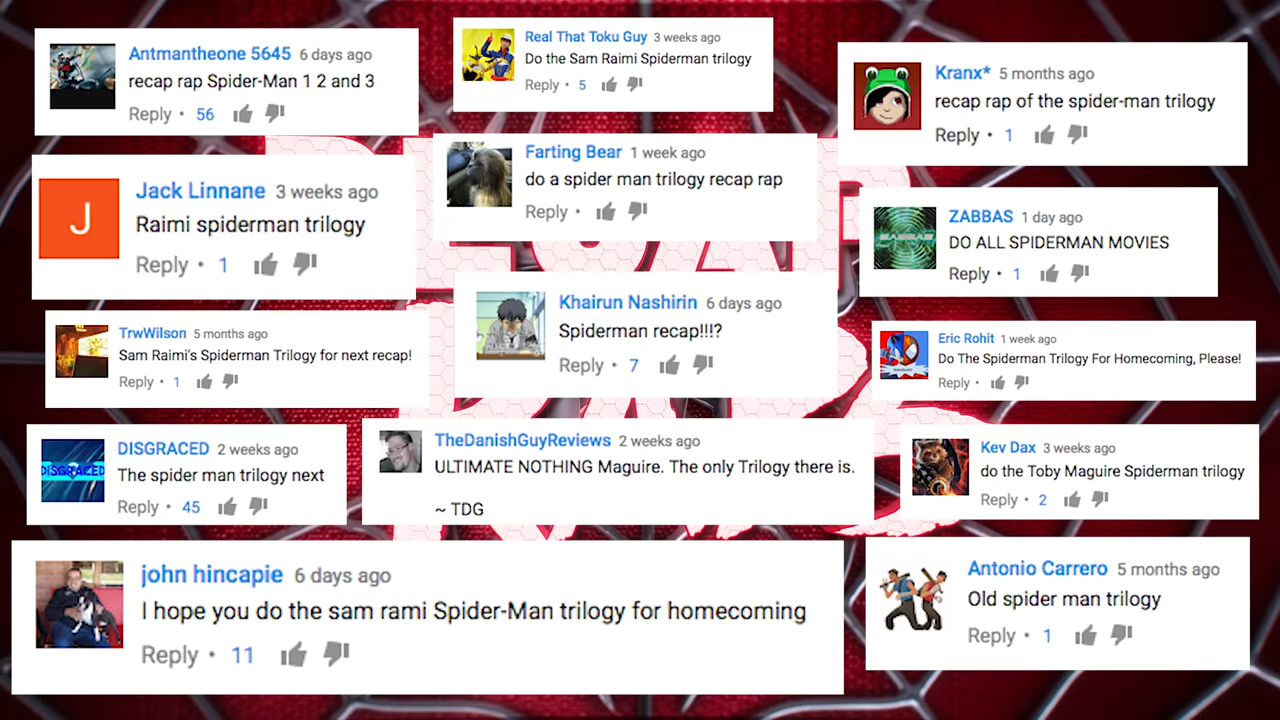 Antmantheone 5645 6 days ago
recap rap Spider-Man 1 2 and 3
Reply • 56
Real That Toku Guy 3 weeks ago
Do the Sam Raimi Spiderman trilogy
Reply • 5
Kranx* 5 months ago
recap rap of the spider-man trilogy
Reply • 1
Jack Linnane 3 weeks ago
J
Raimi spiderman trilogy
Reply • 1
Farting Bear 1 week ago
do a spider man trilogy recap rap
Reply •
ZABBAS 1 day ago
ZABBAS
DO ALL SPIDERMAN MOVIES
Reply • 1
TrwWilson 5 months ago
Sam Raimi's Spiderman Trilogy for next recap!
Reply • 1
Khairun Nashirin 6 days ago
Spiderman recap!!!?
Reply • 7
Eric Rohit 1 week ago
Do The Spiderman Trilogy For Homecoming, Please!
Reply •
DISGRACED 2 weeks ago
DISGRACED
The spider man trilogy next
Reply • 45
TheDanishGuyReviews 2 weeks ago
ULTIMATE NOTHING Maguire. The only Trilogy there is.
~ TDG
Kev Dax 3 weeks ago
do the Toby Maguire Spiderman trilogy
Reply • 2
john hincapie 6 days ago
I hope you do the sam rami Spider-Man trilogy for homecoming
Reply • 11
Antonio Carrero 5 months ago
Old spider man trilogy
Reply • 1